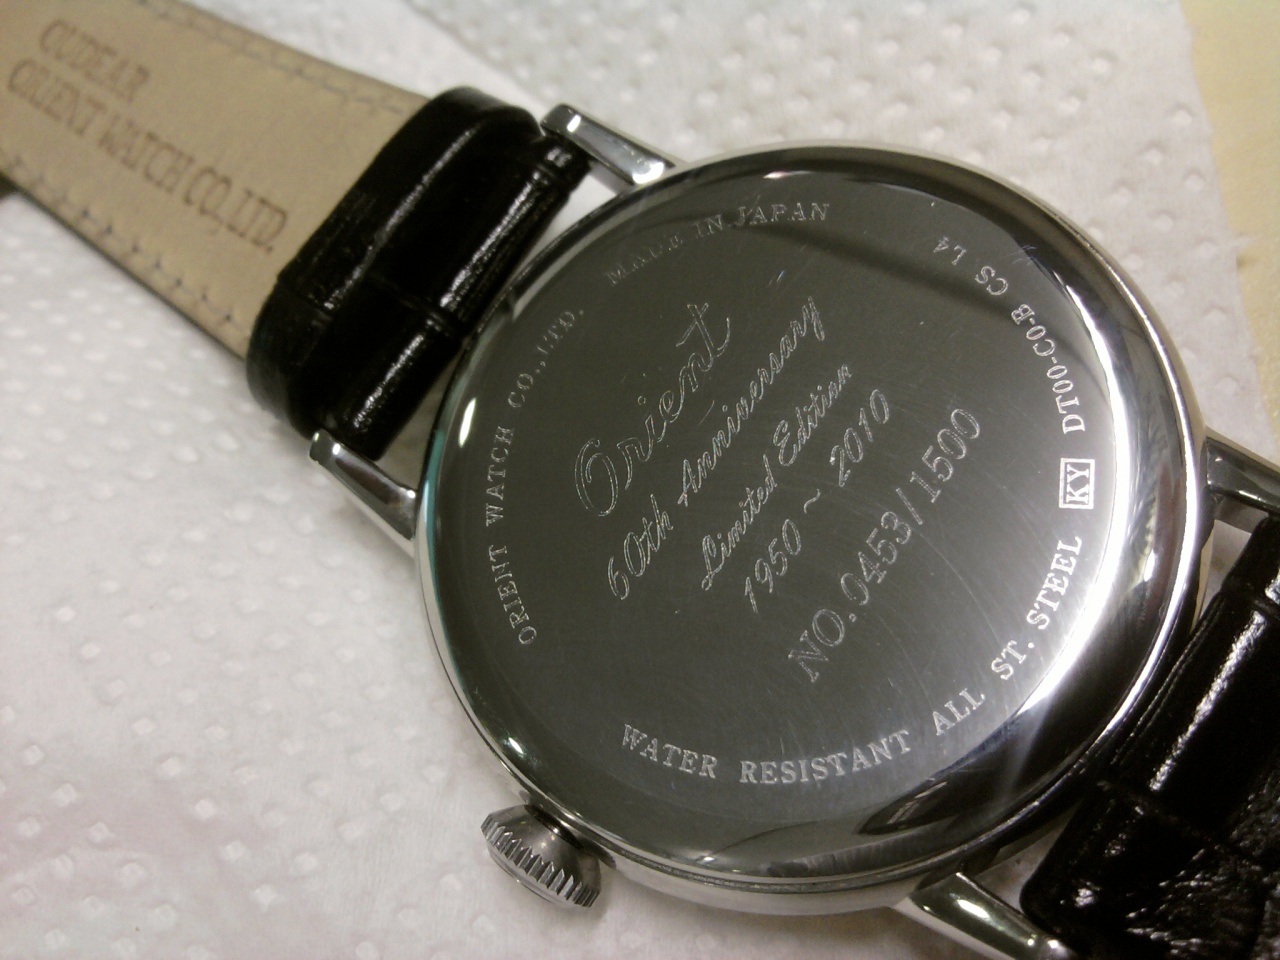 CUDEAR
ORIENT WATCH CO.,LTD.
ORIENT WATCH CO.,LTD. MADE IN JAPAN
Orient
60th Anniversary
Limited Edition
1950 ~ 2010
NO.0453/1500
WATER RESISTANT ALL ST. STEEL KY DT00-C0-B CS L4